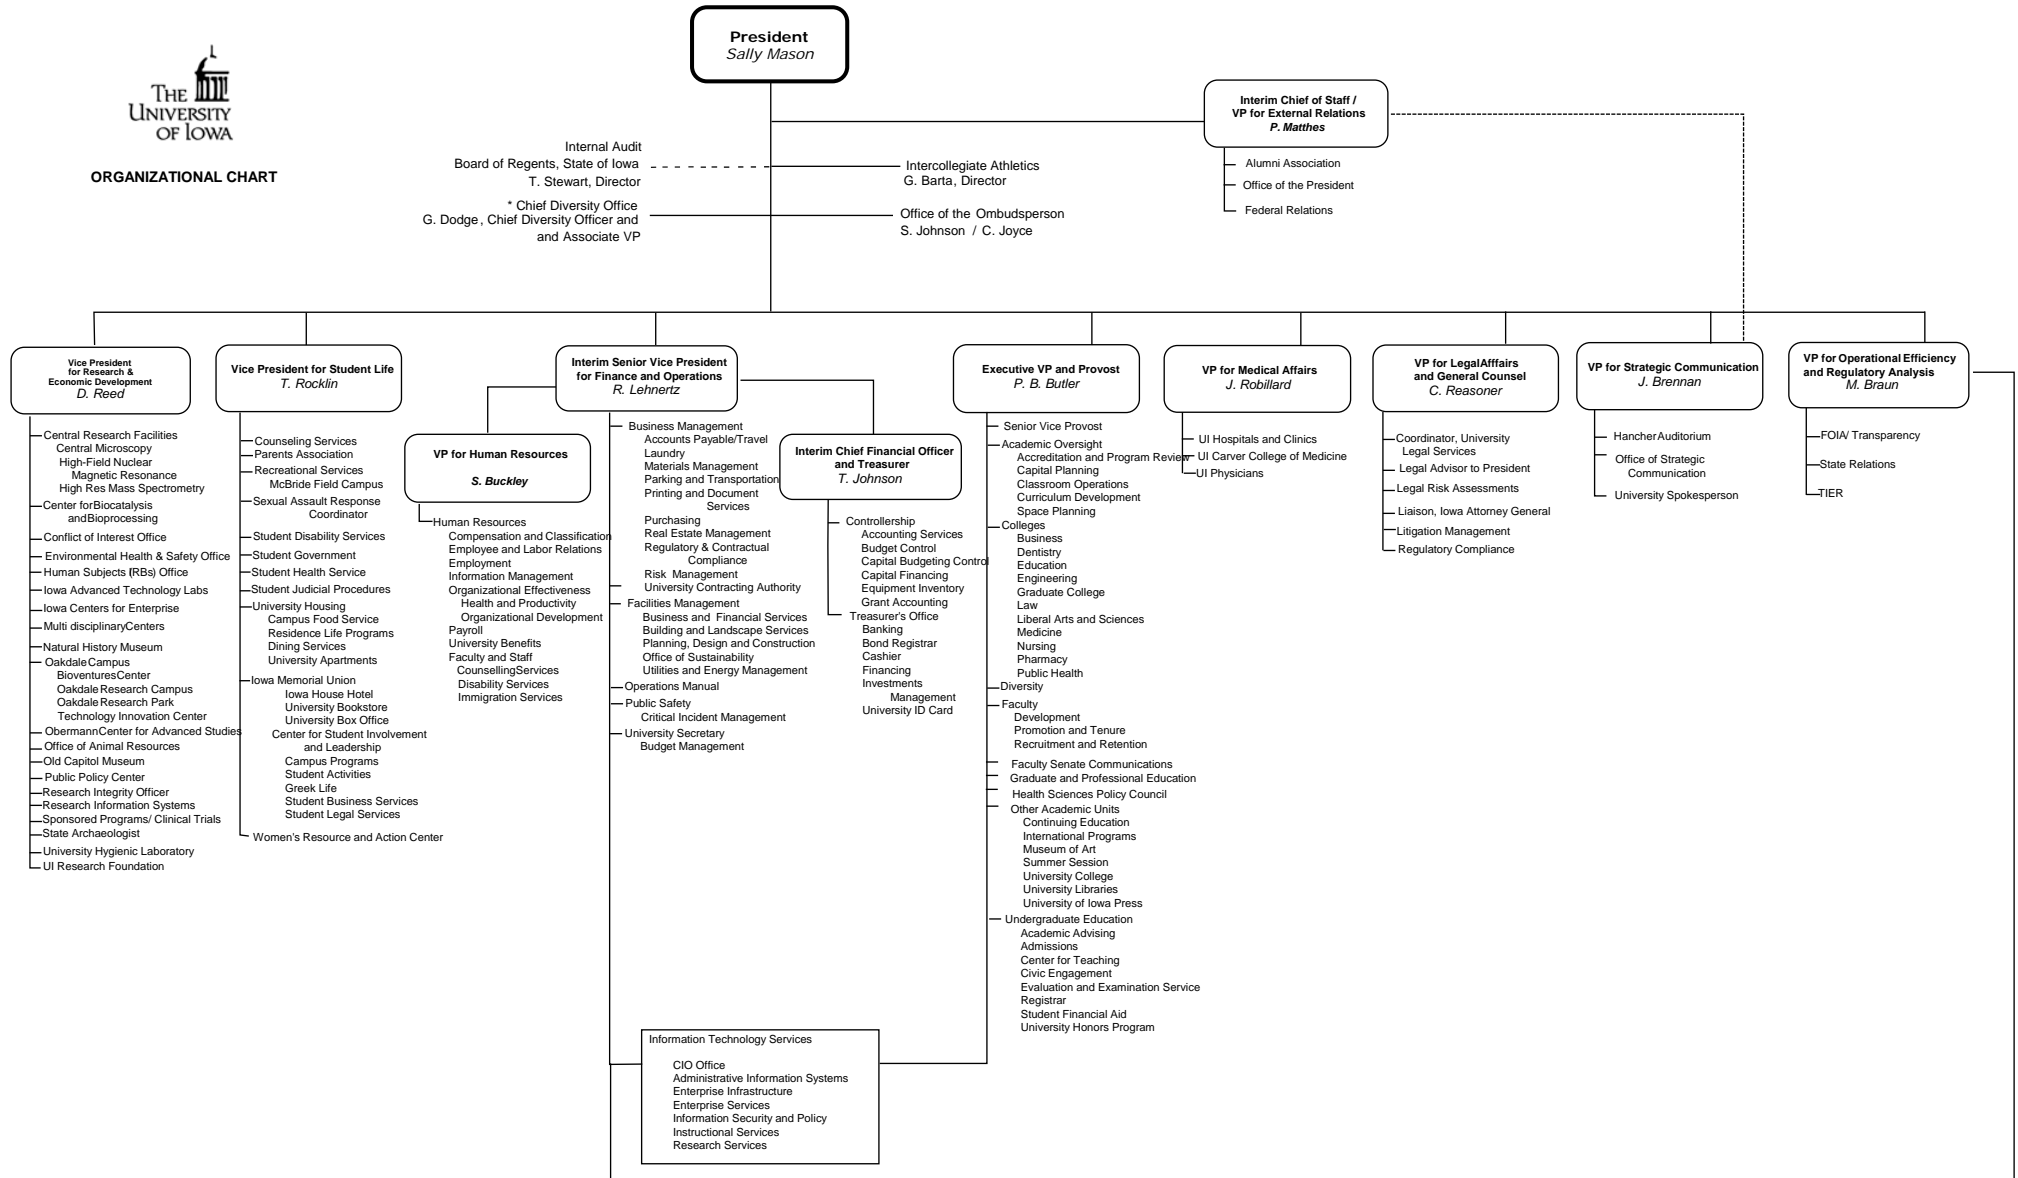 President
Sally Mason
THE
UNIVERSITY
OF IOWA
ORGANIZATIONAL CHART
Interim Chief of Staff /
VP for External Relations
P. Matthes
Alumni Association
Office of the President
Federal Relations
Internal Audit
Board of Regents, State of Iowa
T. Stewart, Director
Intercollegiate Athletics
G. Barta, Director
* Chief Diversity Office
G. Dodge, Chief Diversity Officer and
and Associate VP
Office of the Ombudsperson
S. Johnson / C. Joyce
Vice President
for Research &
Economic Development
D. Reed
Central Research Facilities
Central Microscopy
High-Field Nuclear
Magnetic Resonance
High Res Mass Spectrometry
Center forBiocatalysis
andBioprocessing
Conflict of Interest Office
Environmental Health & Safety Office
Human Subjects (IRBs) Office
Iowa Advanced Technology Labs
Iowa Centers for Enterprise
Multi disciplinaryCenters
Natural History Museum
Oakdale Campus
BioventuresCenter
Oakdale Research Campus
Oakdale Research Park
Technology Innovation Center
ObermannCenter for Advanced Studies
Office of Animal Resources
Old Capitol Museum
Public Policy Center
Research Integrity Officer
Research Information Systems
Sponsored Programs/ Clinical Trials
State Archaeologist
University Hygienic Laboratory
UI Research Foundation
Vice President for Student Life
T. Rocklin
Counseling Services
Parents Association
Recreational Services
McBride Field Campus
Sexual Assault Response
Coordinator
Student Disability Services
Student Government
Student Health Service
Student Judicial Procedures
University Housing
Campus Food Service
Residence Life Programs
Dining Services
University Apartments
Iowa Memorial Union
Iowa House Hotel
University Bookstore
University Box Office
Center for Student Involvement
and Leadership
Campus Programs
Student Activities
Greek Life
Student Business Services
Student Legal Services
Women's Resource and Action Center
Interim Senior Vice President
for Finance and Operations
R. Lehnertz
VP for Human Resources
S. Buckley
Human Resources
Compensation and Classification
Employee and Labor Relations
Employment
Information Management
Organizational Effectiveness
Health and Productivity
Organizational Development
Payroll
University Benefits
Faculty and Staff
CounsellingServices
Disability Services
Immigration Services
Business Management
Accounts Payable/Travel
Laundry
Materials Management
Parking and Transportation
Printing and Document
Services
Purchasing
Real Estate Management
Regulatory & Contractual
Compliance
Risk Management
University Contracting Authority
Facilities Management
Business and Financial Services
Building and Landscape Services
Planning, Design and Construction
Office of Sustainability
Utilities and Energy Management
Operations Manual
Public Safety
Critical Incident Management
University Secretary
Budget Management
Interim Chief Financial Officer
and Treasurer
T. Johnson
Controllership
Accounting Services
Budget Control
Capital Budgeting Control
Capital Financing
Equipment Inventory
Grant Accounting
Treasurer's Office
Banking
Bond Registrar
Cashier
Financing
Investments
Management
University ID Card
Executive VP and Provost
P. B. Butler
Senior Vice Provost
Academic Oversight
Accreditation and Program Review
Capital Planning
Classroom Operations
Curriculum Development
Space Planning
Colleges
Business
Dentistry
Education
Engineering
Graduate College
Law
Liberal Arts and Sciences
Medicine
Nursing
Pharmacy
Public Health
Diversity
Faculty
Development
Promotion and Tenure
Recruitment and Retention
Faculty Senate Communications
Graduate and Professional Education
Health Sciences Policy Council
Other Academic Units
Continuing Education
International Programs
Museum of Art
Summer Session
University College
University Libraries
University of Iowa Press
Undergraduate Education
Academic Advising
Admissions
Center for Teaching
Civic Engagement
Evaluation and Examination Service
Registrar
Student Financial Aid
University Honors Program
VP for Medical Affairs
J. Robillard
UI Hospitals and Clinics
UI Carver College of Medicine
UI Physicians
VP for LegalAfffairs
and General Counsel
C. Reasoner
Coordinator, University
Legal Services
Legal Advisor to President
Legal Risk Assessments
Liaison, Iowa Attorney General
Litigation Management
Regulatory Compliance
VP for Strategic Communication
J. Brennan
Hancher Auditorium
Office of Strategic
Communication
University Spokesperson
VP for Operational Efficiency
and Regulatory Analysis
M. Braun
FOIA/ Transparency
State Relations
TIER
Information Technology Services
CIO Office
Administrative Information Systems
Enterprise Infrastructure
Enterprise Services
Information Security and Policy
Instructional Services
Research Services